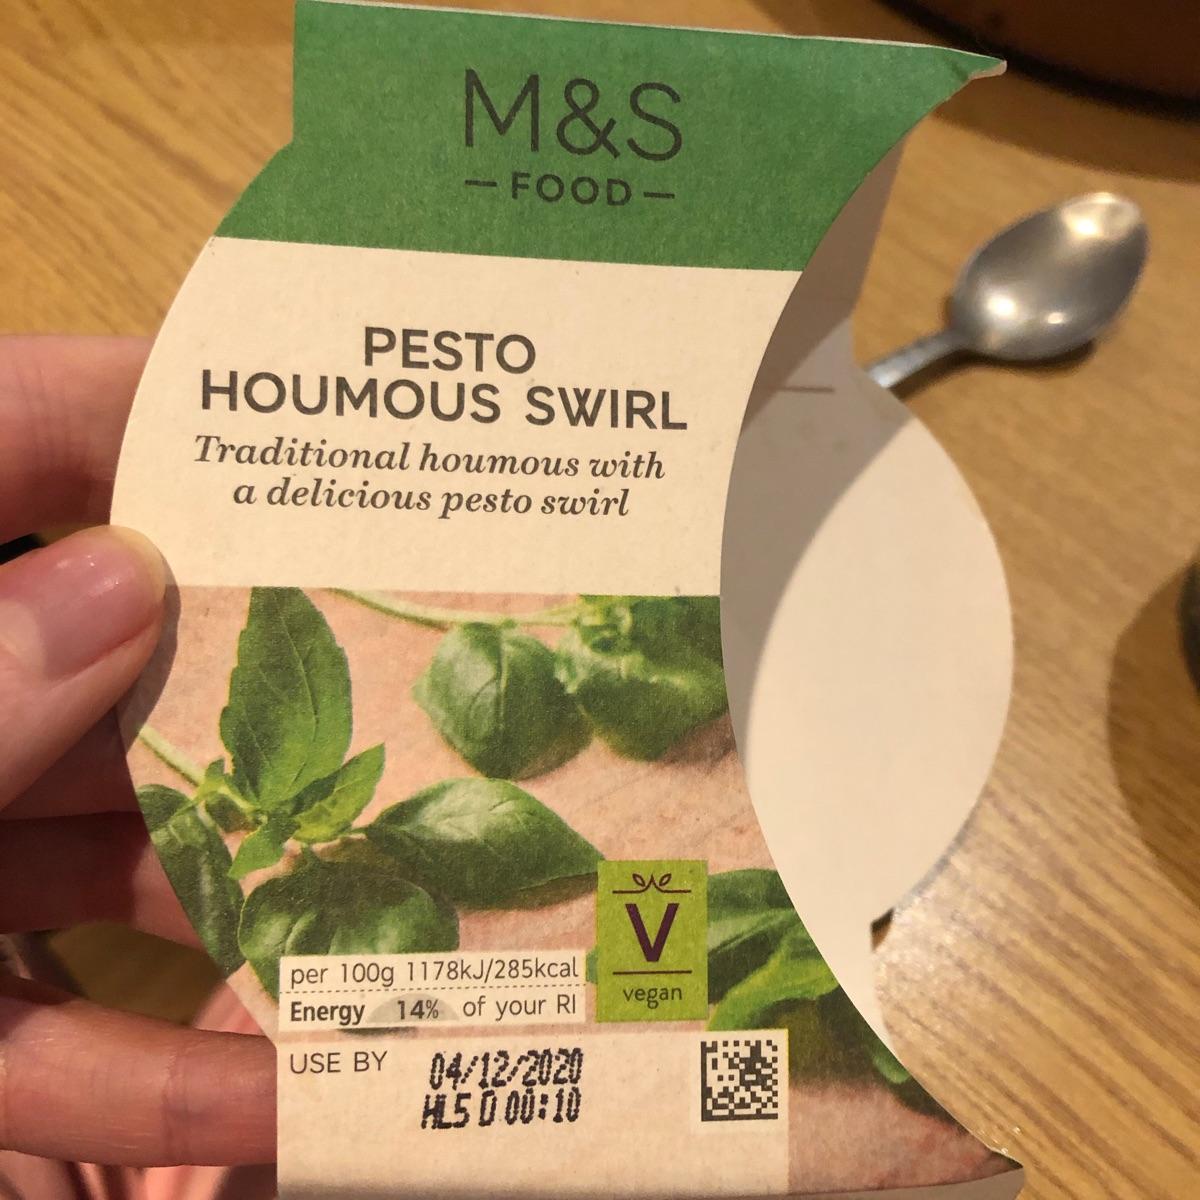 M&S
FOOD
PESTO
HOUMOUS SWIRL
Traditional houmous with
a delicious pesto swirl
V
vegan
per 100g 1178kJ/285kcal
Energy 14% of your RI
USE BY 04/12/2020
HL5 D 00:10